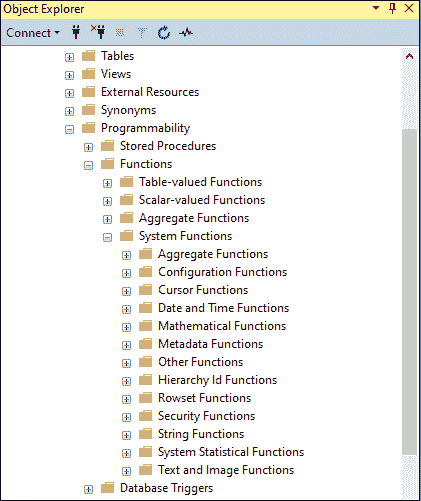 Object Explorer
Connect
Tables
Views
External Resources
Synonyms
Programmability
Stored Procedures
Functions
Table-valued Functions
Scalar-valued Functions
Aggregate Functions
System Functions
Aggregate Functions
Configuration Functions
Cursor Functions
Date and Time Functions
Mathematical Functions
Metadata Functions
Other Functions
Hierarchy Id Functions
Rowset Functions
Security Functions
String Functions
System Statistical Functions
Text and Image Functions
Database Triggers